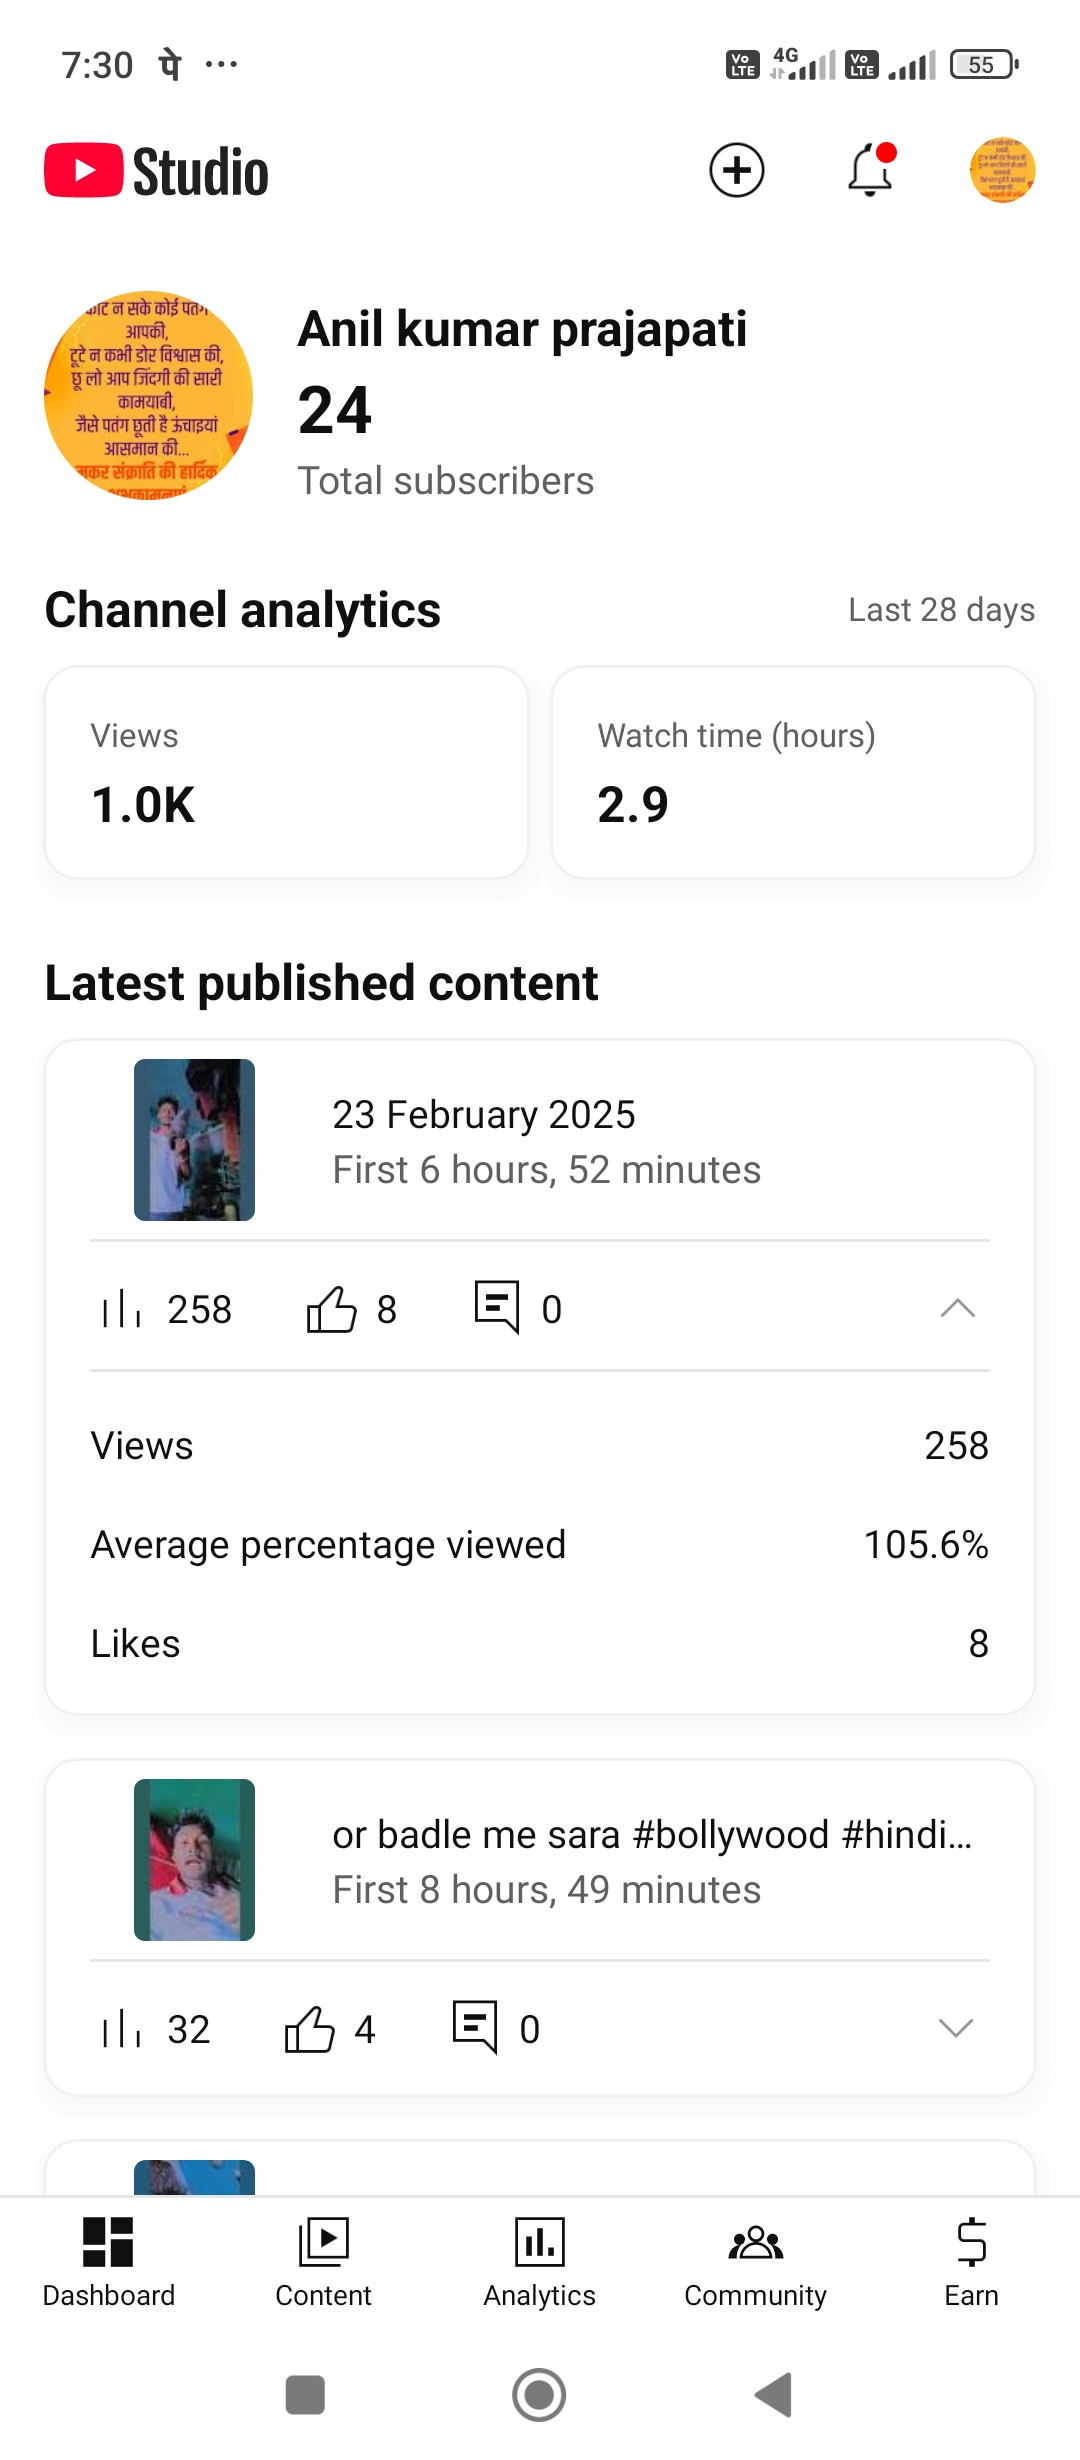 7:30 पे ...
Vo LTE 4G Vo LTE 55
Studio
काट न सके कोई पतंग
आपकी,
टूटे न कभी डोर विश्वास की,
छू लो आप जिंदगी की सारी
कामयाबी,
जैसे पतंग छूती है ऊंचाइयां
आसमान की...
मकर संक्राति की हार्दिक
Anil kumar prajapati
24
Total subscribers
Channel analytics
Last 28 days
Views
1.0K
Watch time (hours)
2.9
Latest published content
23 February 2025
First 6 hours, 52 minutes
258 8 0
Views 258
Average percentage viewed 105.6%
Likes 8
or badle me sara #bollywood #hindi...
First 8 hours, 49 minutes
32 4 0
Dashboard Content Analytics Community Earn